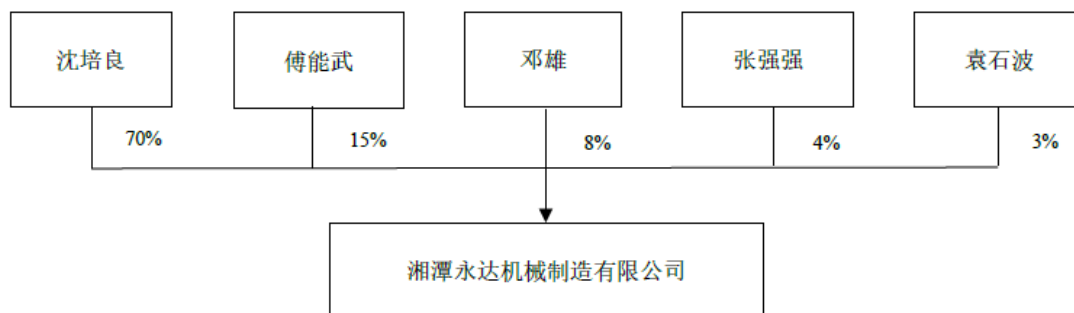 沈培良
傅能武
邓雄
张强强
袁石波
70%
15%
8%
4%
3%
湘潭永达机械制造有限公司